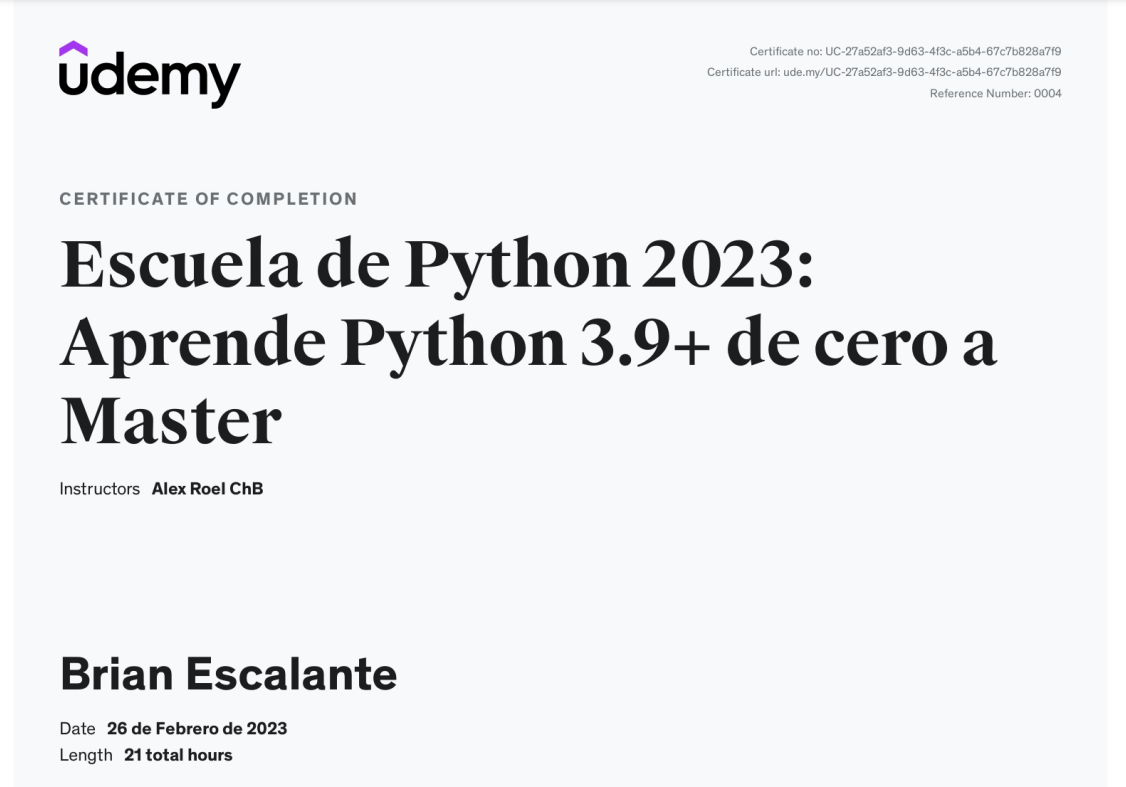 udemy
Certificate no: UC-27a52af3-9d63-4f3c-a5b4-67c7b828a7f9
Certificate url: ude.my/UC-27a52af3-9d63-4f3c-a5b4-67c7b828a7f9
Reference Number: 0004
CERTIFICATE OF COMPLETION
Escuela de Python 2023:
Aprende Python 3.9+ de cero a
Master
Instructors Alex Roel ChB
Brian Escalante
Date 26 de Febrero de 2023
Length 21 total hours